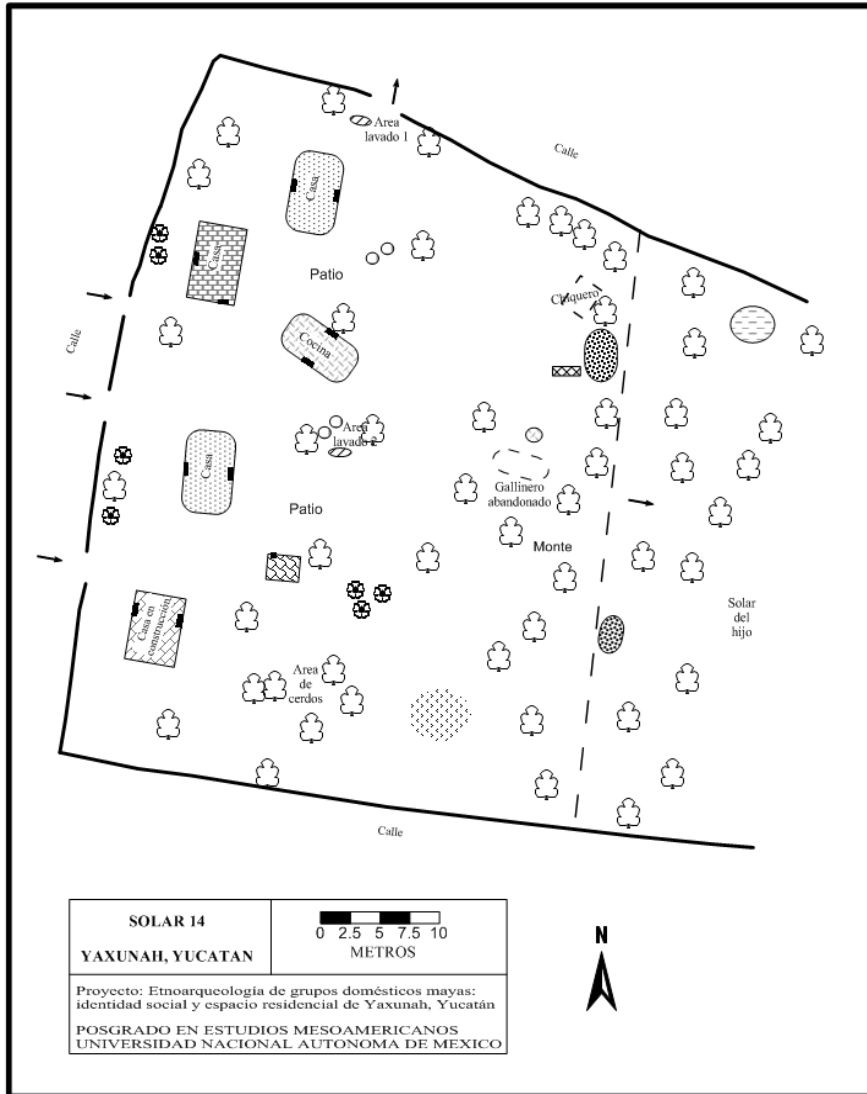 Calle
Area
lavado 1
Casa
Casa
Patio
Chiquero
Calle
Cocina
Area
lavado 2
Casa
Gallinero
abandonado
Patio
Monte
Casa en
construcción
Solar
del
hijo
Area
de
cerdos
Calle
SOLAR 14
YAXUNAH, YUCATAN
0 2.5 5 7.5 10
METROS
N
Proyecto: Etnoarqueologia de grupos domésticos mayas:
identidad social y espacio residencial de Yaxunah, Yucatán
POSGRADO EN ESTUDIOS MESOAMERICANOS
UNIVERSIDAD NACIONAL AUTONOMA DE MEXICO